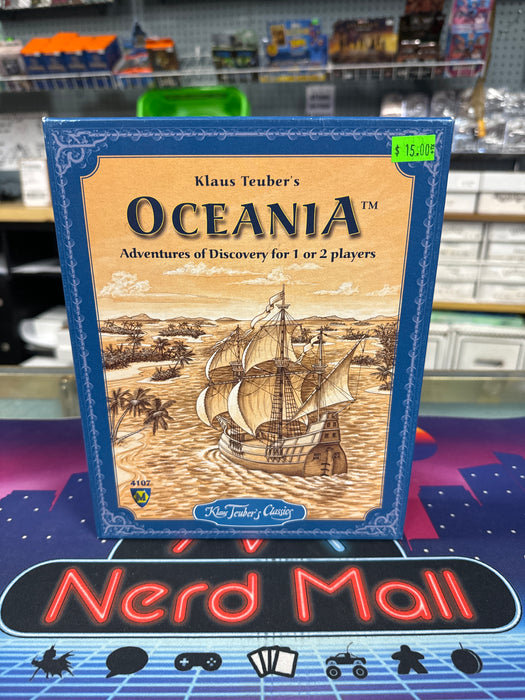 $ 15.00
Klaus Teuber's
OCEANIA™
Adventures of Discovery for 1 or 2 players
4107
M
Klaus Teuber's Classics
Nerd Mall